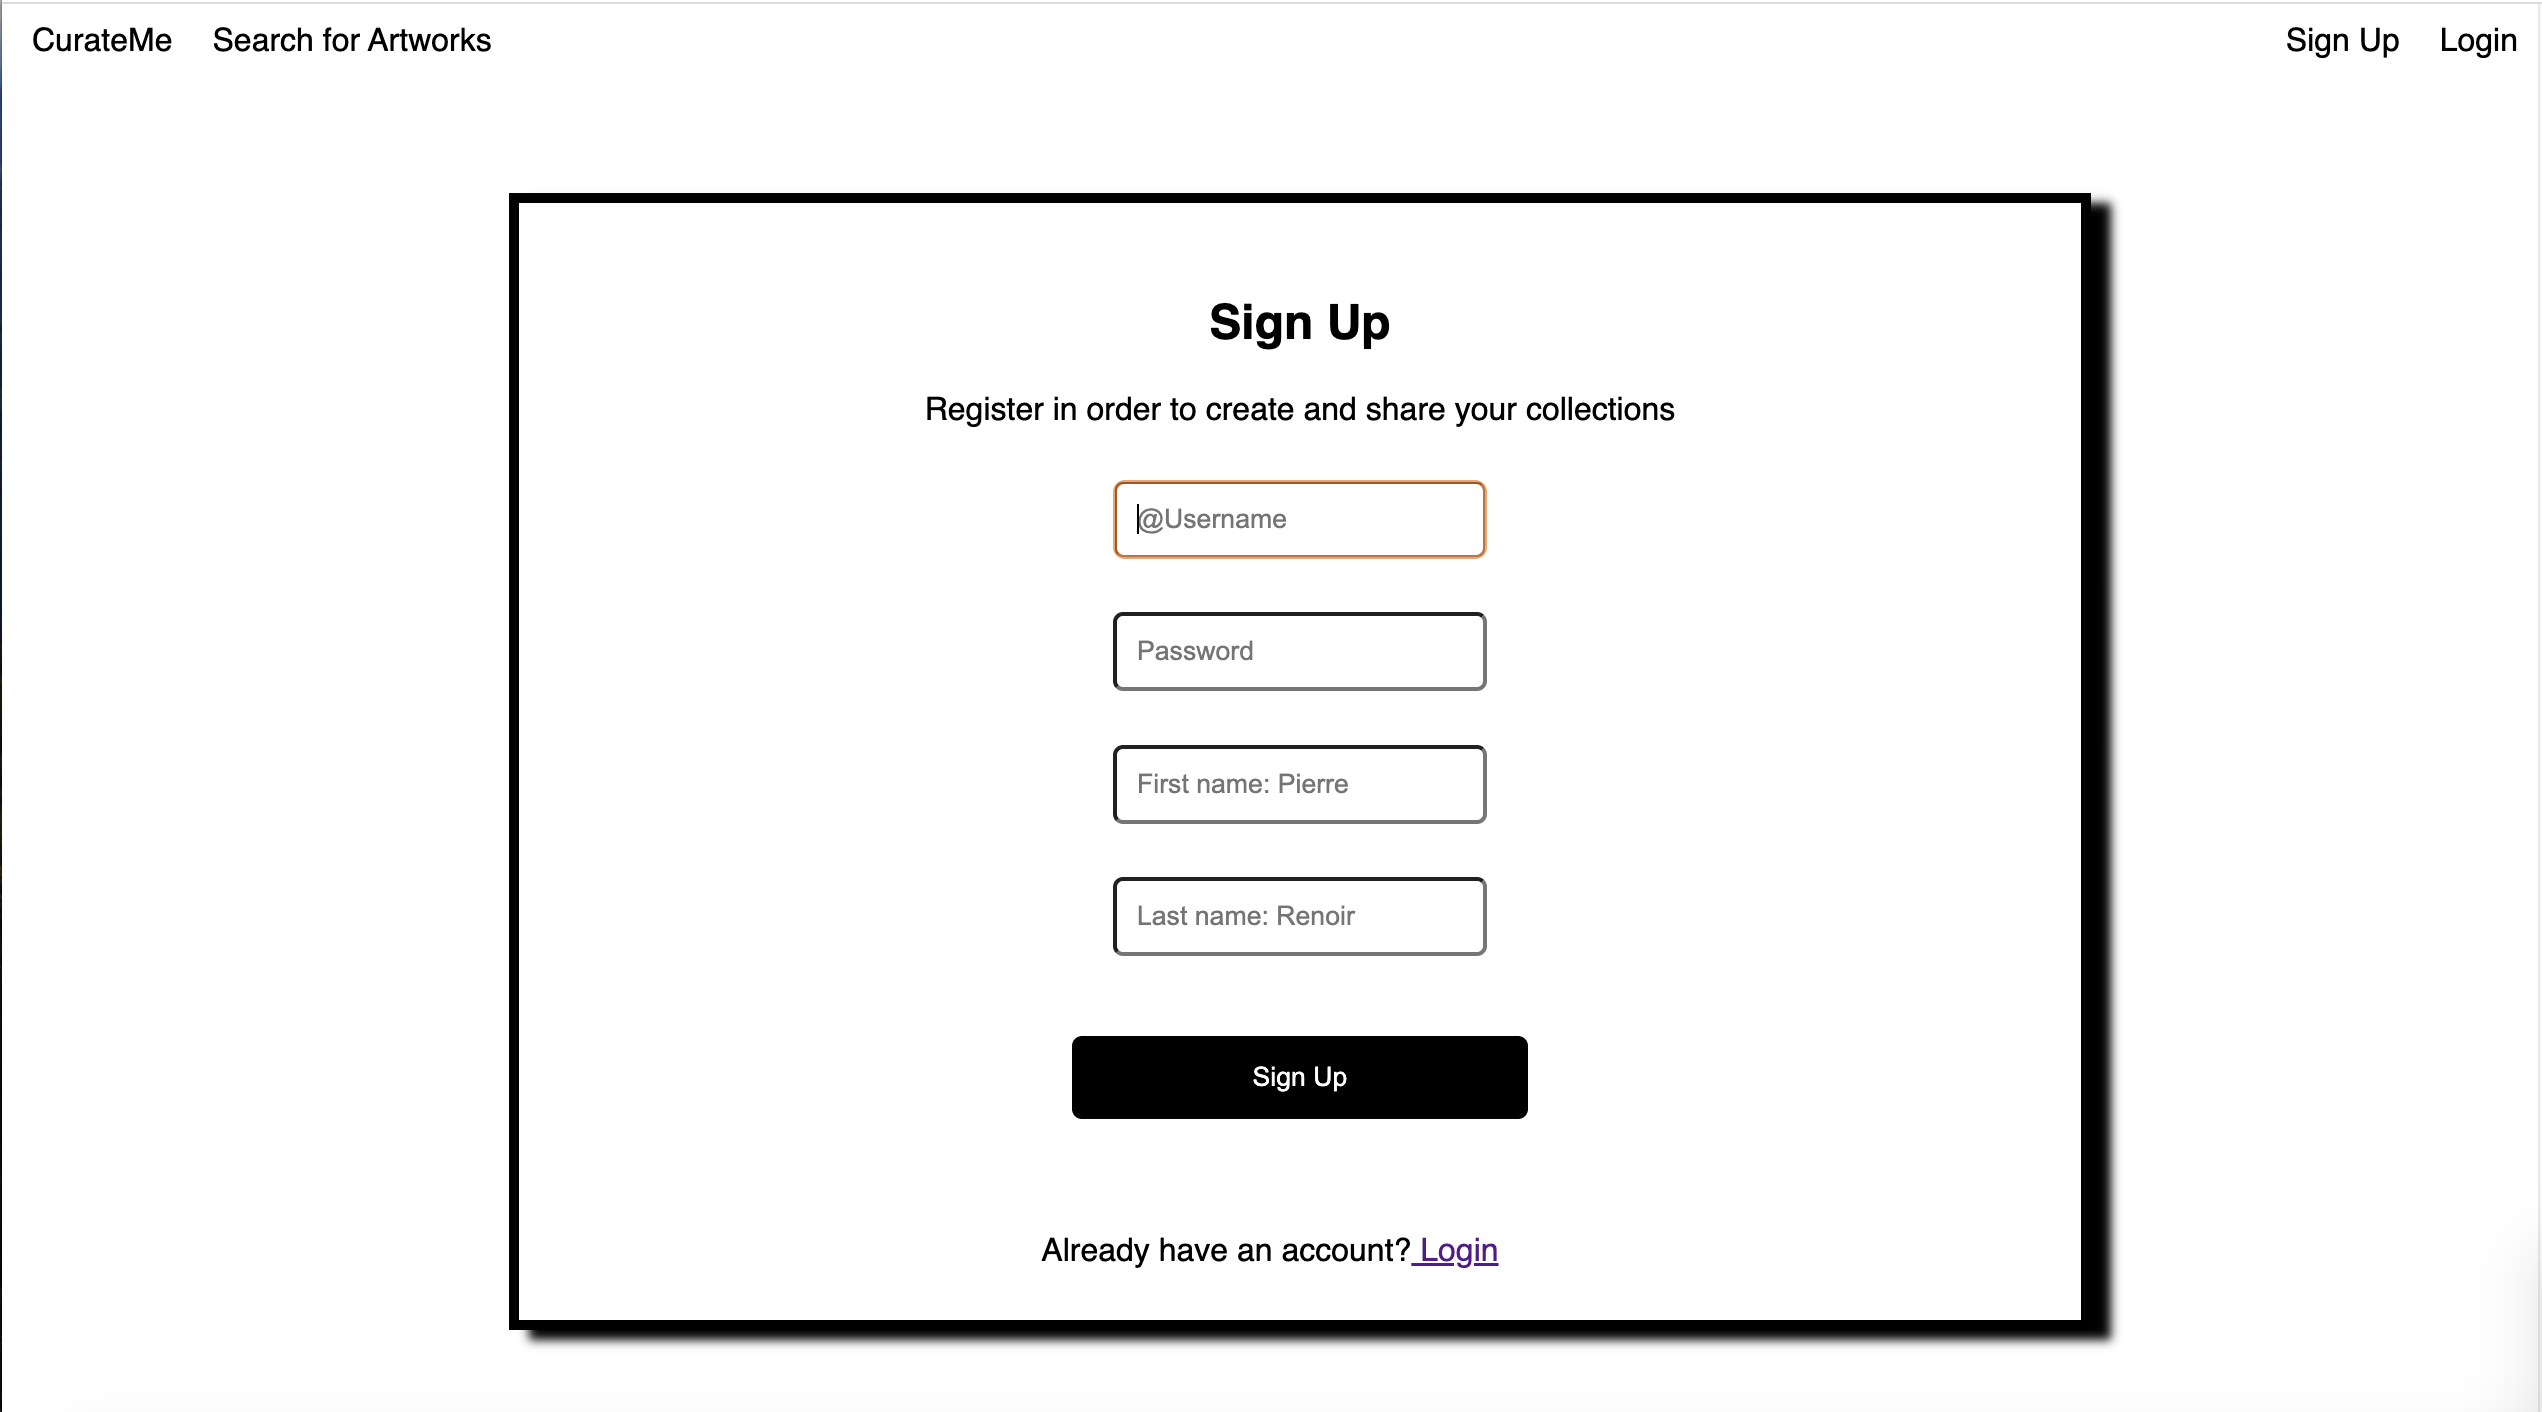 CurateMe Search for Artworks Sign Up Login
Sign Up
Register in order to create and share your collections
@Username
Password
First name: Pierre
Last name: Renoir
Sign Up
Already have an account? Login